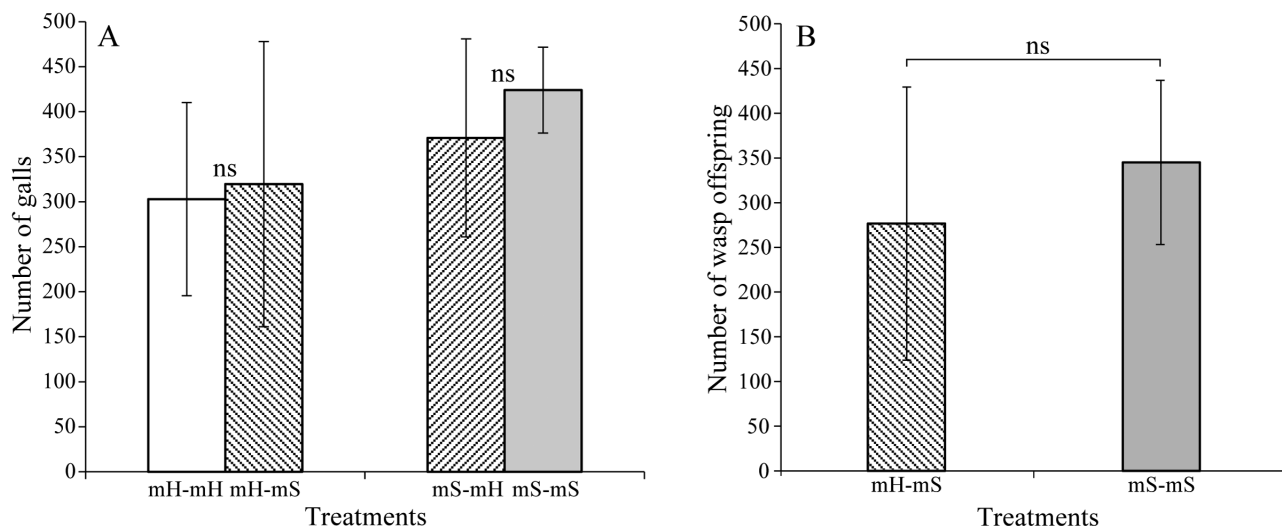 A
Number of galls
500
450
400
350
300
250
200
150
100
50
0
ns
ns
mH-mH mH-mS
mS-mH mS-mS
Treatments
B
Number of wasp offspring
500
450
400
350
300
250
200
150
100
50
0
ns
mH-mS
mS-mS
Treatments